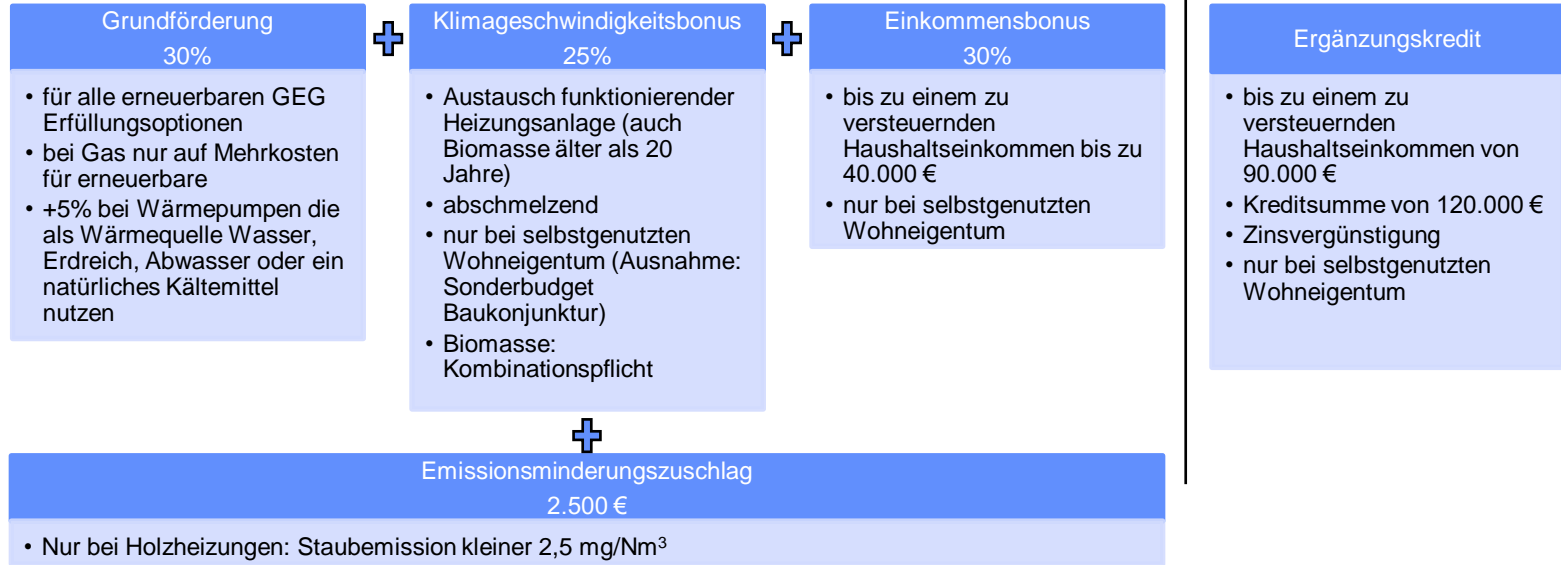 Grundförderung
30%
• für alle erneuerbaren GEG
Erfüllungsoptionen
• bei Gas nur auf Mehrkosten
für erneuerbare
• +5% bei Wärmepumpen die
als Wärmequelle Wasser,
Erdreich, Abwasser oder ein
natürliches Kältemittel
nutzen
Klimageschwindigkeitsbonus
25%
• Austausch funktionierender
Heizungsanlage (auch
Biomasse älter als 20
Jahre)
• abschmelzend
• nur bei selbstgenutzten
Wohneigentum (Ausnahme:
Sonderbudget
Baukonjunktur)
• Biomasse:
Kombinationspflicht
Einkommensbonus
30%
• bis zu einem zu
versteuernden
Haushaltseinkommen bis zu
40.000 €
• nur bei selbstgenutzten
Wohneigentum
Ergänzungskredit
• bis zu einem zu
versteuernden
Haushaltseinkommen von
90.000 €
• Kreditsumme von 120.000 €
• Zinsvergünstigung
• nur bei selbstgenutzten
Wohneigentum
Emissionsminderungszuschlag
2.500 €
• Nur bei Holzheizungen: Staubemission kleiner 2,5 mg/Nm³